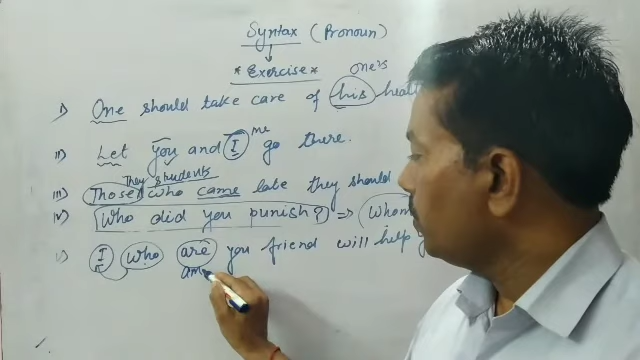 Syntax (Pronoun)
* Exercise *
one's
i) One should take care of his heal
me
ii) Let you and I go there.
They students
iii) Those who came late they should
iv) Who did you punish? => Whom
v) I who are you friend will help
am